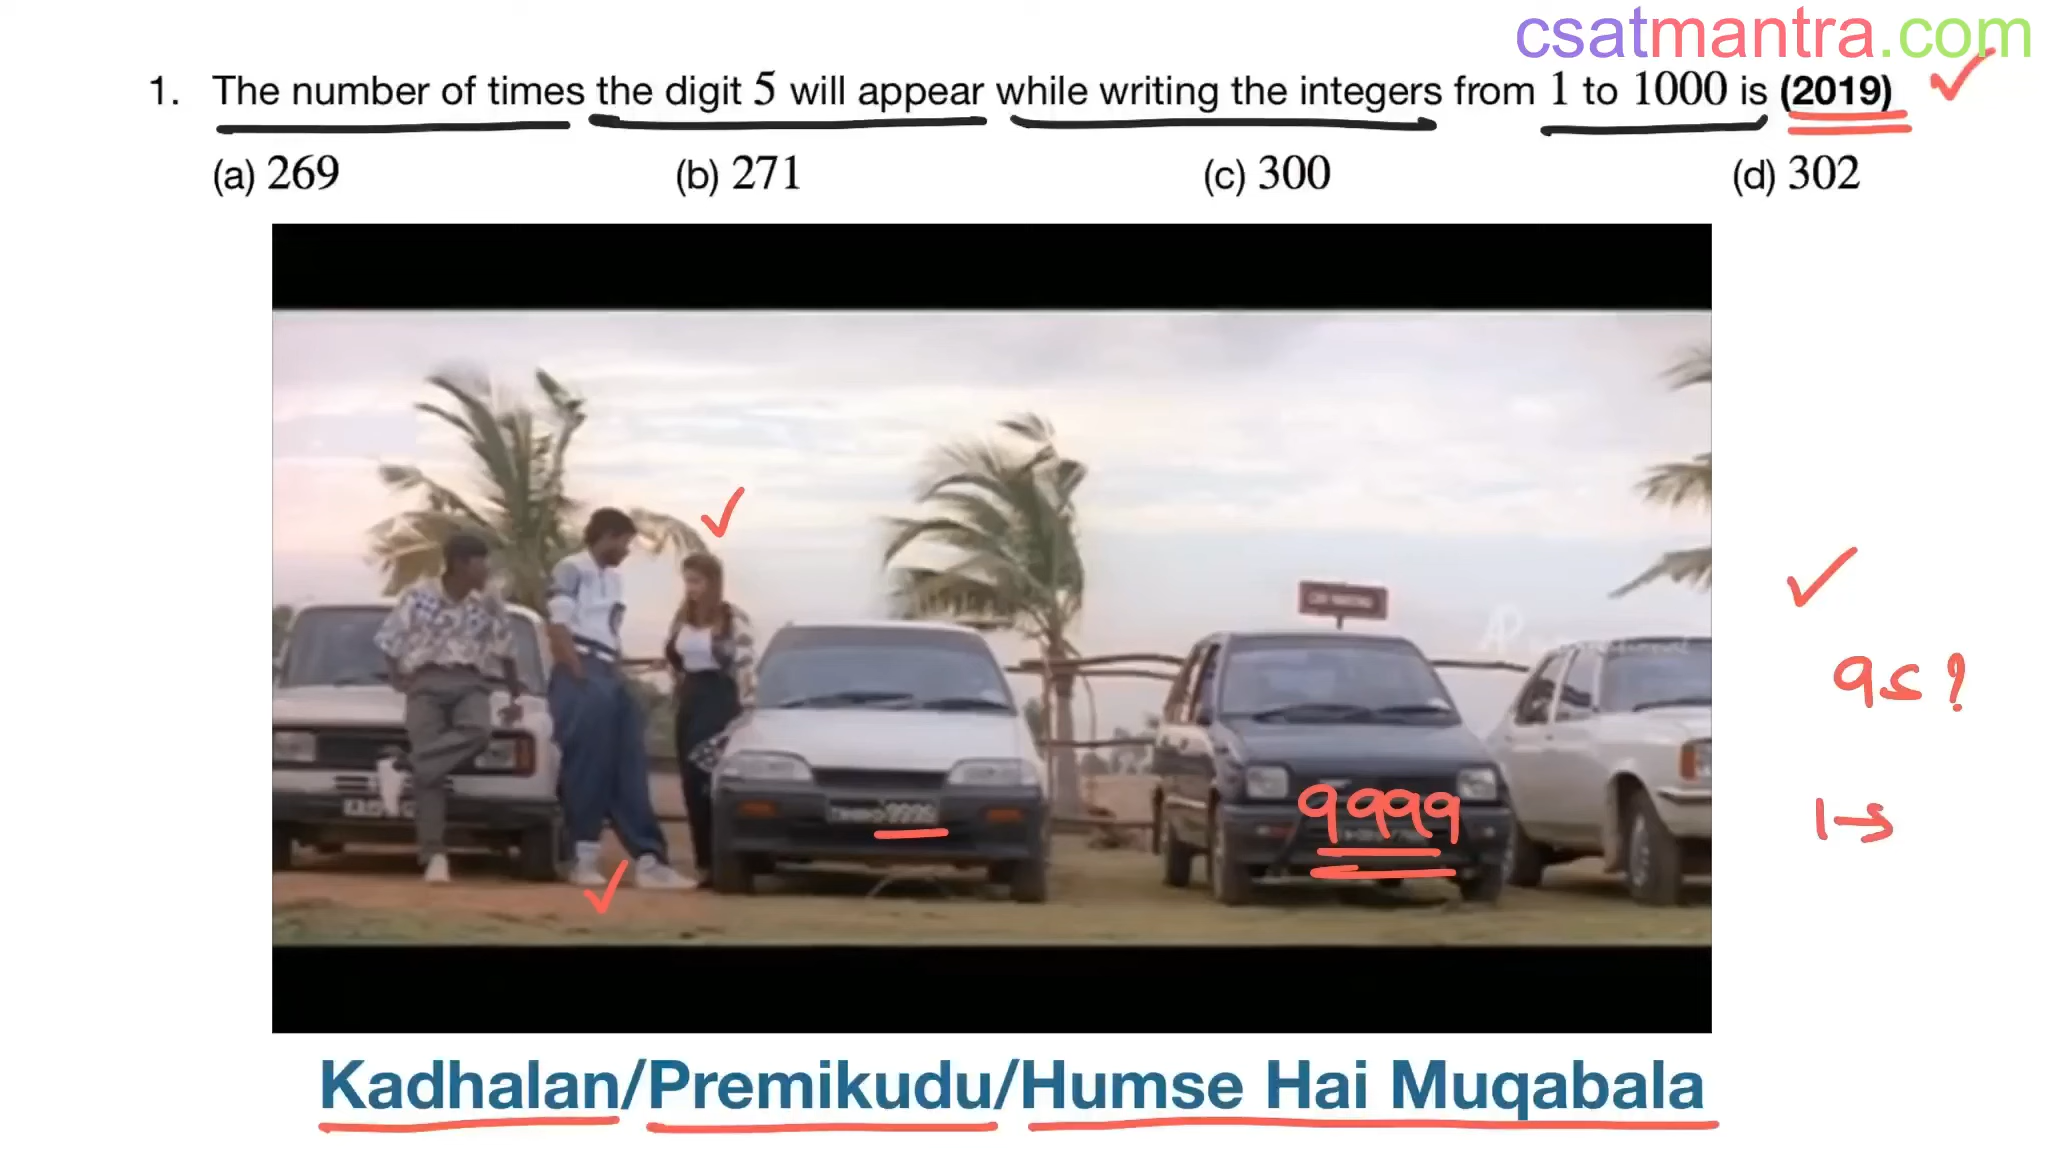 csatmantra.com
1. The number of times the digit 5 will appear while writing the integers from 1 to 1000 is (2019)
(a) 269 (b) 271 (c) 300 (d) 302
9999
9s?
Kadhalan/Premikudu/Humse Hai Muqabala